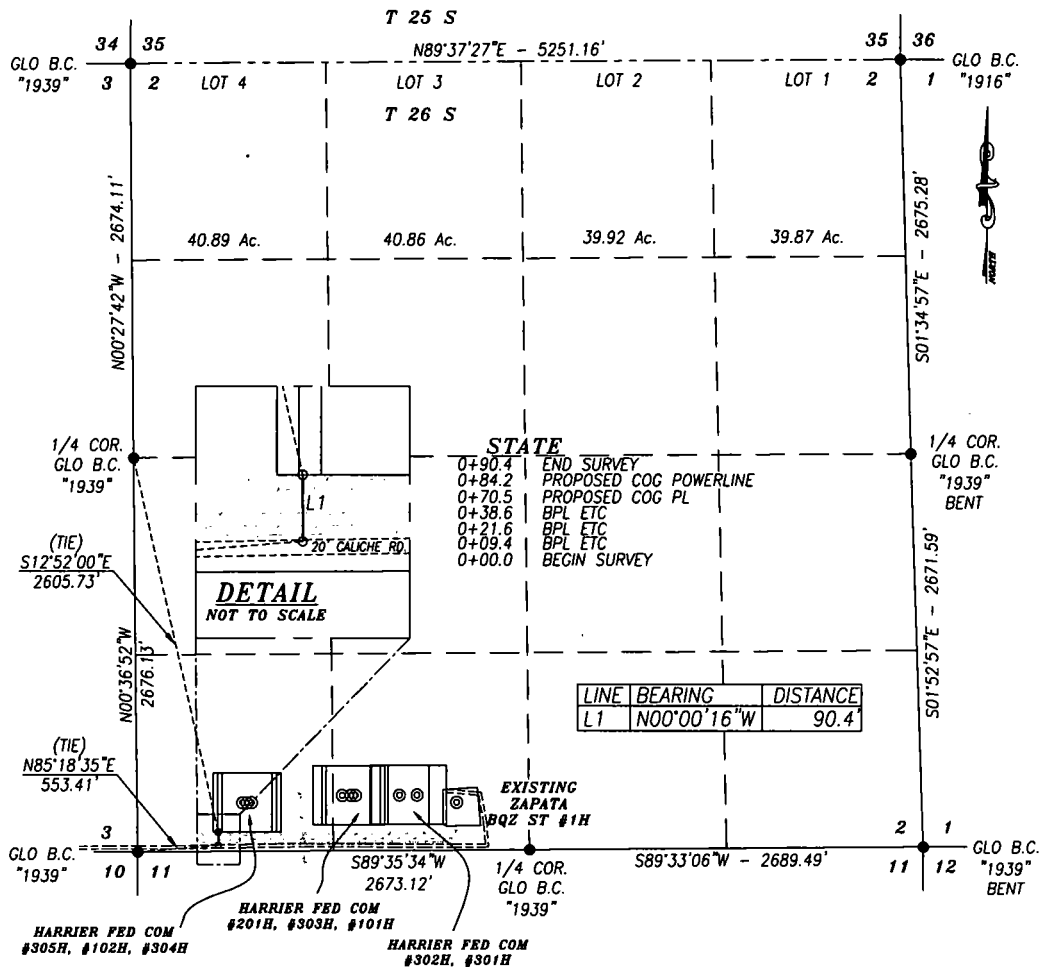 T 25 S
34 35
N89°37'27"E - 5251.16'
35 36
GLO B.C.
"1939"
3 2
LOT 4
LOT 3
LOT 2
LOT 1
2 1
GLO B.C.
"1916"
T 26 S
NORTH
N00°27'42"W - 2674.11'
S01°34'57"E - 2675.28'
40.89 Ac.
40.86 Ac.
39.92 Ac.
39.87 Ac.
1/4 COR.
GLO B.C.
"1939"
1/4 COR.
GLO B.C.
"1939"
BENT
STATE
0+90.4 END SURVEY
0+84.2 PROPOSED COG POWERLINE
0+70.5 PROPOSED COG PL
0+38.6 BPL ETC
0+21.6 BPL ETC
0+09.4 BPL ETC
0+00.0 BEGIN SURVEY
L1
20' CALICHE RD.
DETAIL
NOT TO SCALE
(TIE)
S12°52'00"E
2605.73'
N00°36'52"W
2676.13'
S01°52'57"E - 2671.59'
LINE BEARING DISTANCE
L1 N00°00'16"W 90.4'
(TIE)
N85°18'35"E
553.41'
EXISTING
ZAPATA
BQZ ST #1H
3
2 1
GLO B.C.
"1939"
10 11
S89°35'34"W
2673.12'
1/4 COR.
GLO B.C.
"1939"
S89°33'06"W - 2689.49'
11 12
GLO B.C.
"1939"
BENT
HARRIER FED COM
#305H, #102H, #304H
HARRIER FED COM
#201H, #303H, #101H
HARRIER FED COM
#302H, #301H